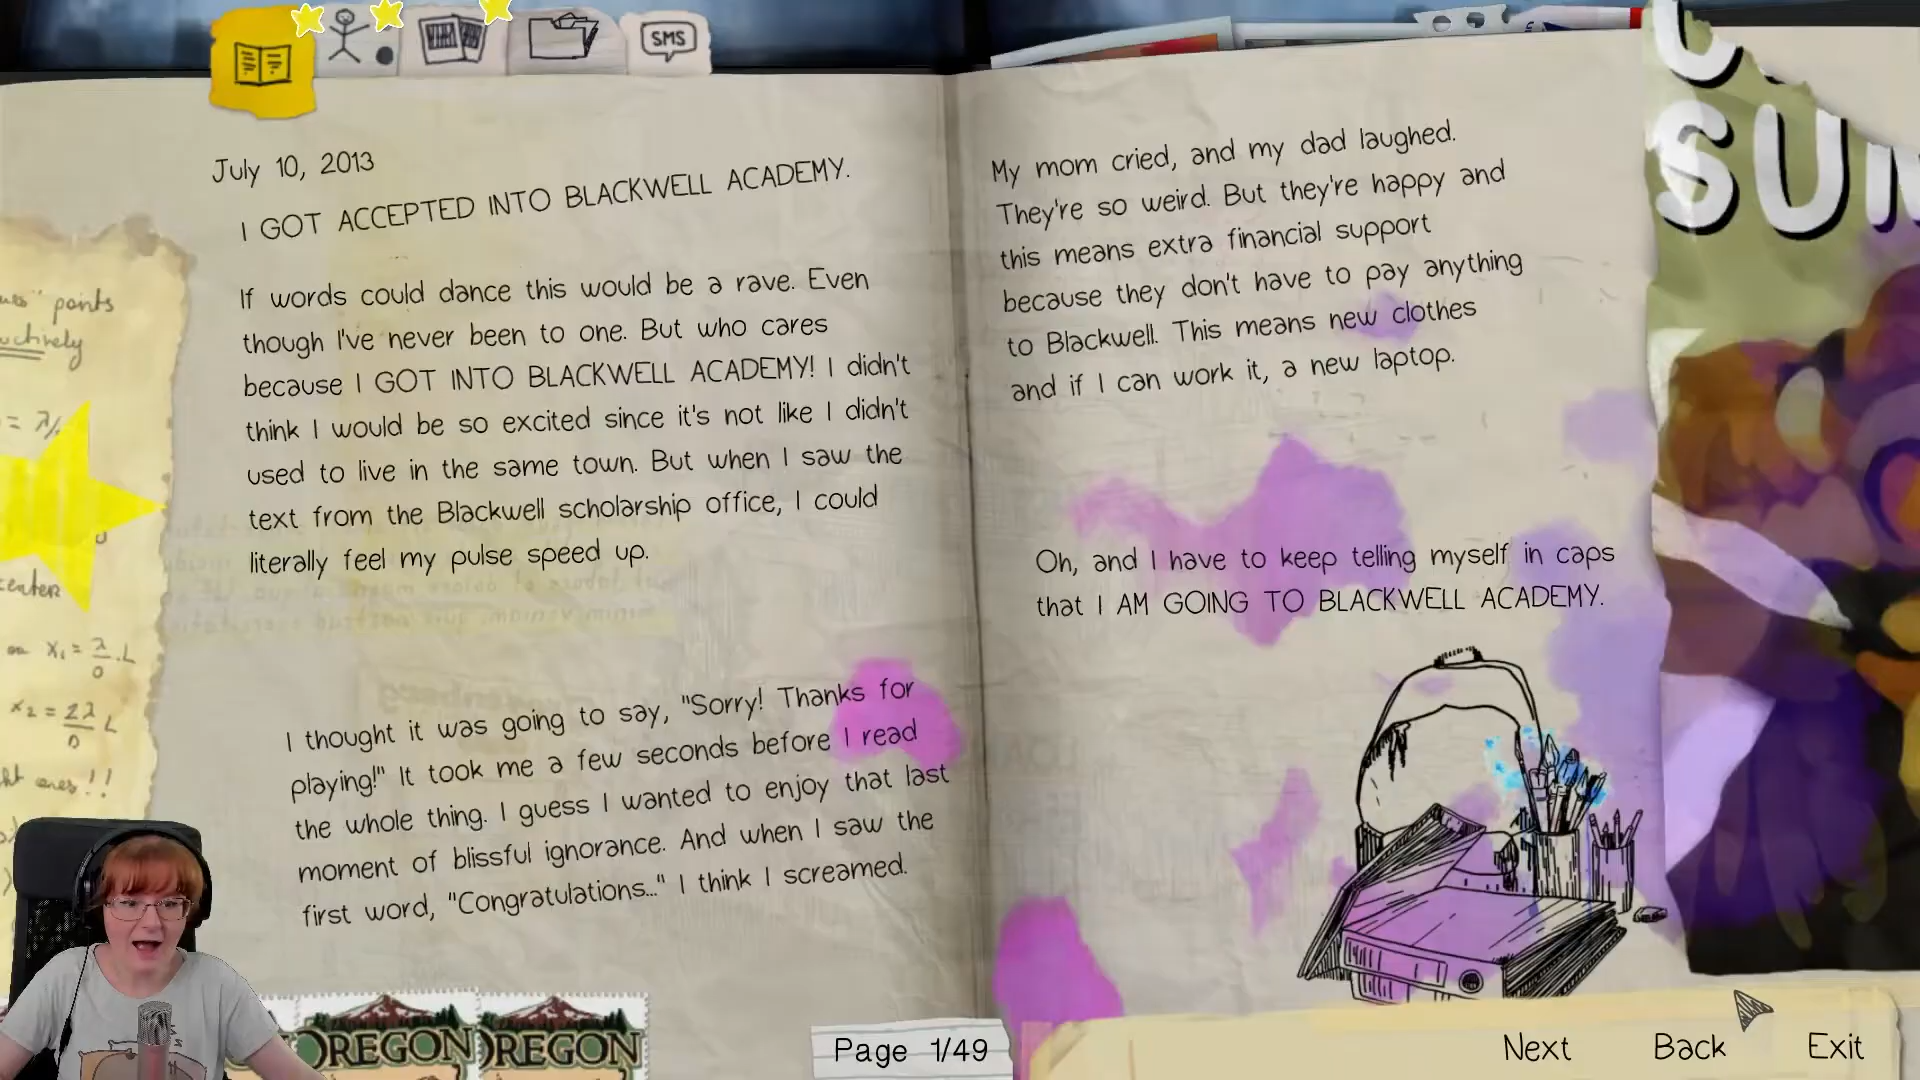 SMS
July 10, 2013
I GOT ACCEPTED INTO BLACKWELL ACADEMY.
If words could dance this would be a rave. Even
though I've never been to one. But who cares
because I GOT INTO BLACKWELL ACADEMY! I didn't
think I would be so excited since it's not like I didn't
used to live in the same town. But when I saw the
text from the Blackwell scholarship office, I could
literally feel my pulse speed up.
I thought it was going to say, "Sorry! Thanks for
playing!" It took me a few seconds before I read
the whole thing. I guess I wanted to enjoy that last
moment of blissful ignorance. And when I saw the
first word, "Congratulations..." I think I screamed.
My mom cried, and my dad laughed.
They're so weird. But they're happy and
this means extra financial support
because they don't have to pay anything
to Blackwell. This means new clothes
and if I can work it, a new laptop.
Oh, and I have to keep telling myself in caps
that I AM GOING TO BLACKWELL ACADEMY.
points
center
x₁ = λ/D . L
x₂ = 2λ/D L
OREGON
OREGON
Page 1/49
Next Back Exit